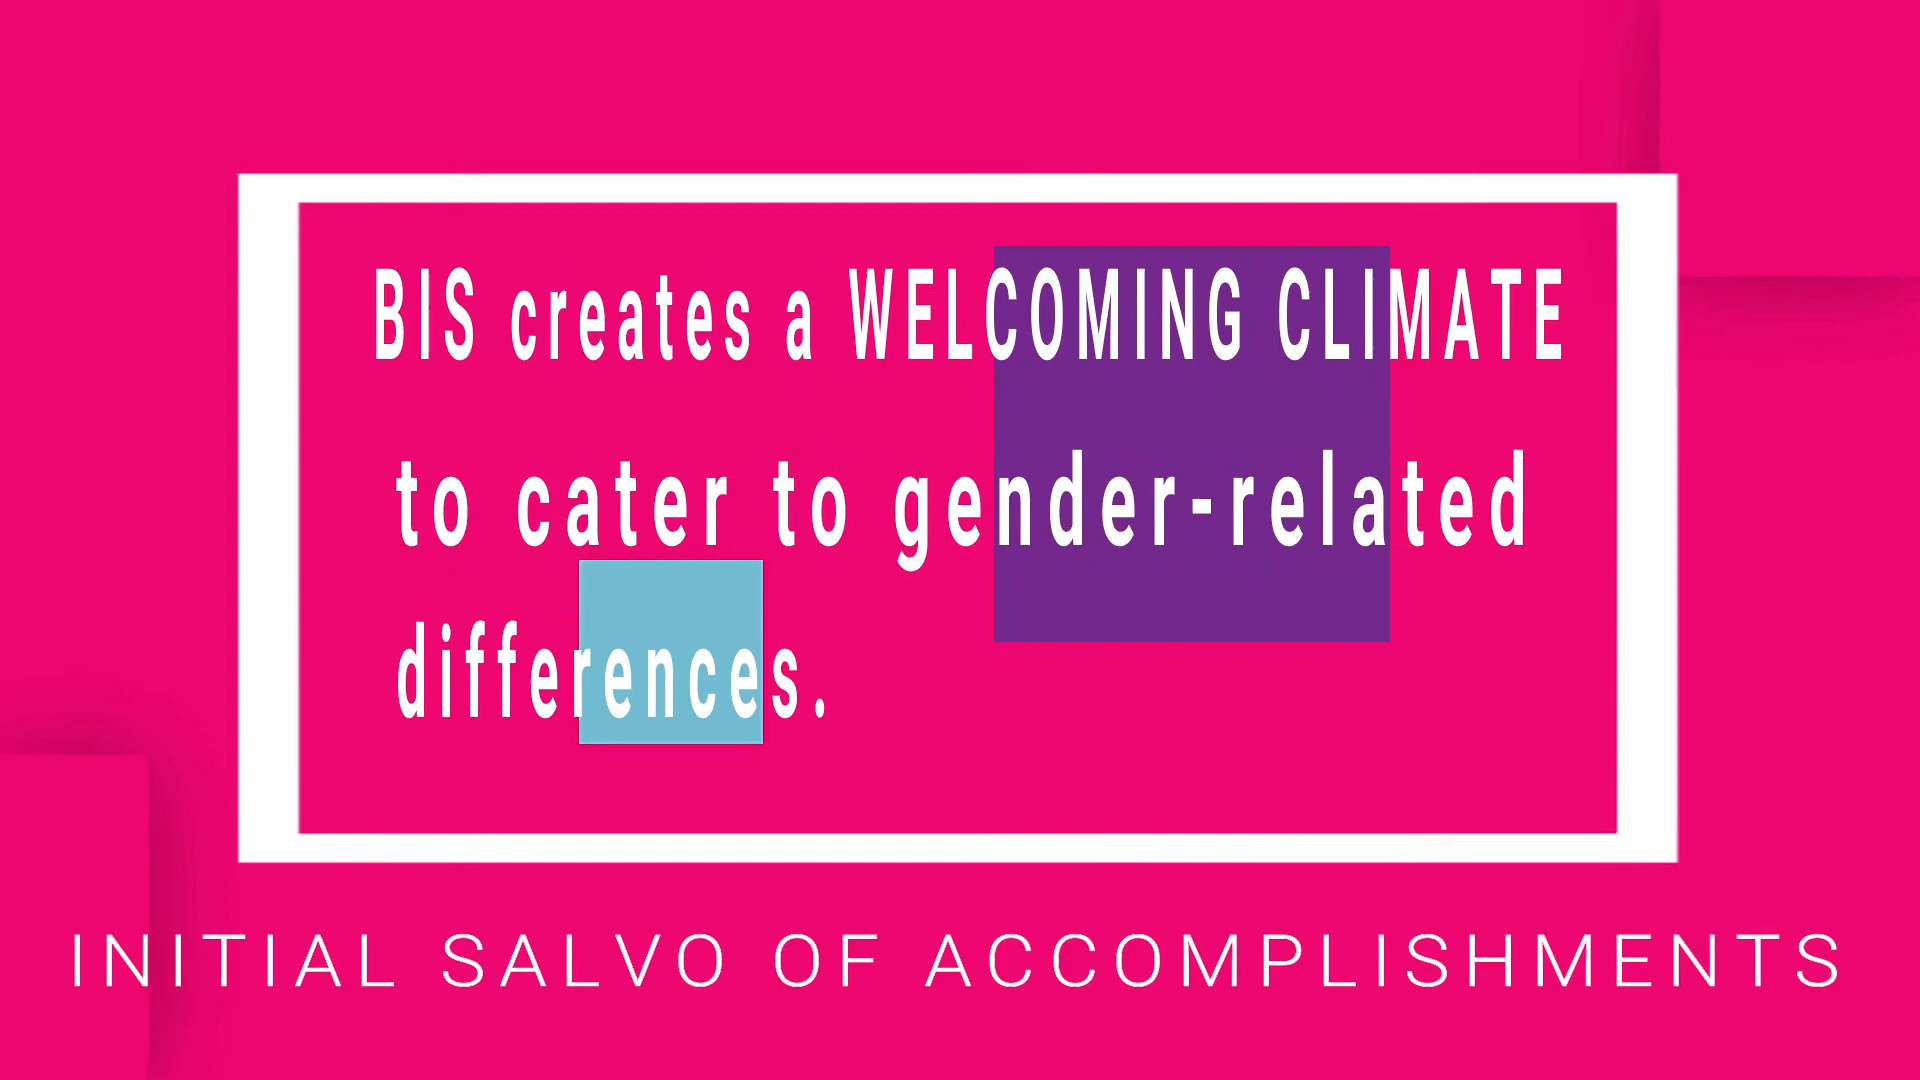 BIS creates a WELCOMING CLIMATE
to cater to gender-related
differences.
INITIAL SALVO OF ACCOMPLISHMENTS